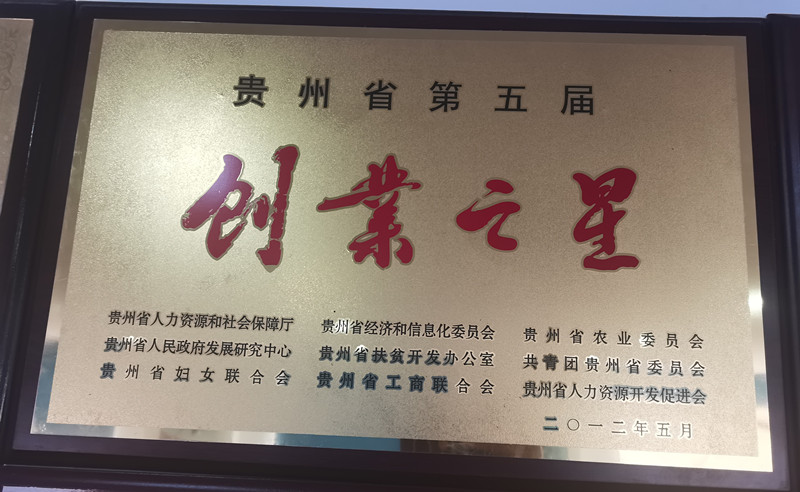 贵州省第五届
创業之星
贵州省人力资源和社会保障厅 贵州省经济和信息化委员会 贵州省农业委员会
贵州省人民政府发展研究中心 贵州省扶贫开发办公室 共青团贵州省委员会
贵州省妇女联合会 贵州省工商联合会 贵州省人力资源开发促进会
二〇一二年五月